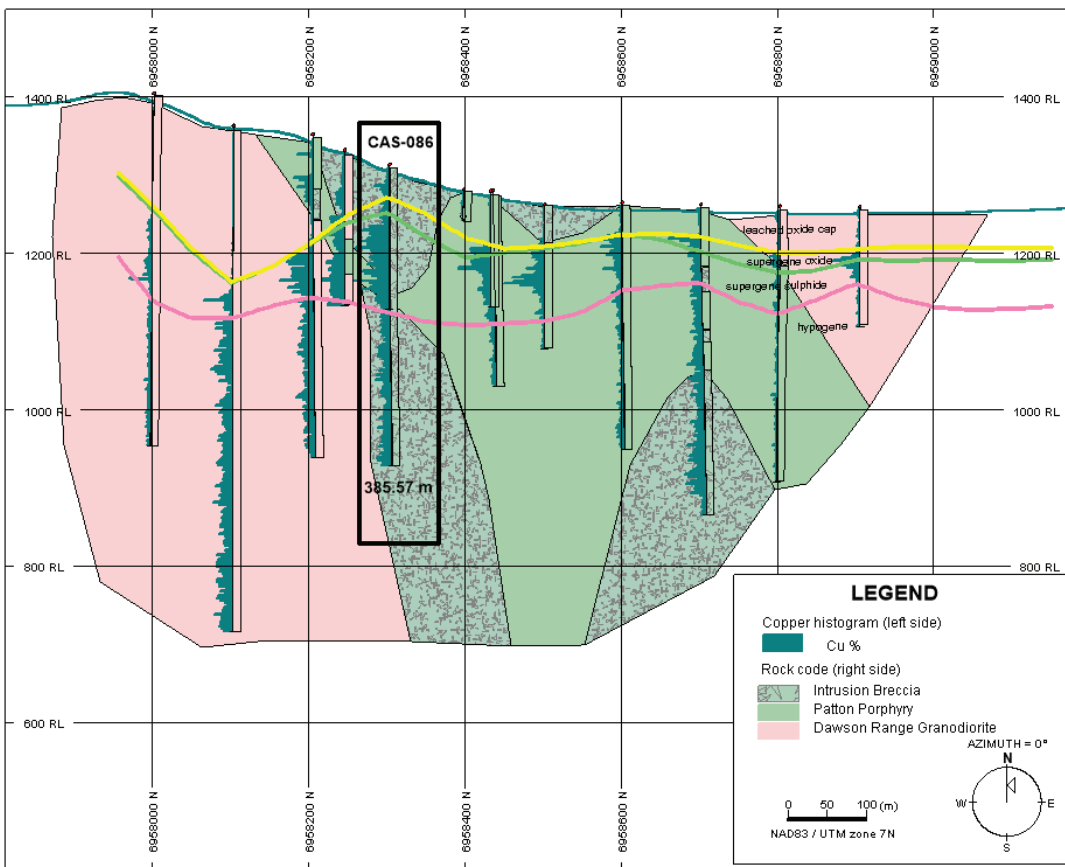 6958000 N
6958200 N
6958400 N
6958600 N
6958800 N
6959000 N
1400 RL
1400 RL
CAS-086
1200 RL
1200 RL
leached oxide cap
supergene oxide
supergene sulphide
hypogene
1000 RL
1000 RL
385.57 m
800 RL
800 RL
600 RL
6958000 N
6958200 N
6958400 N
6958600 N
LEGEND
Copper histogram (left side)
Cu %
Rock code (right side)
Intrusion Breccia
Patton Porphyry
Dawson Range Granodiorite
AZIMUTH = 0°
N
W
E
S
0 50 100 (m)
NAD83 / UTM zone 7N